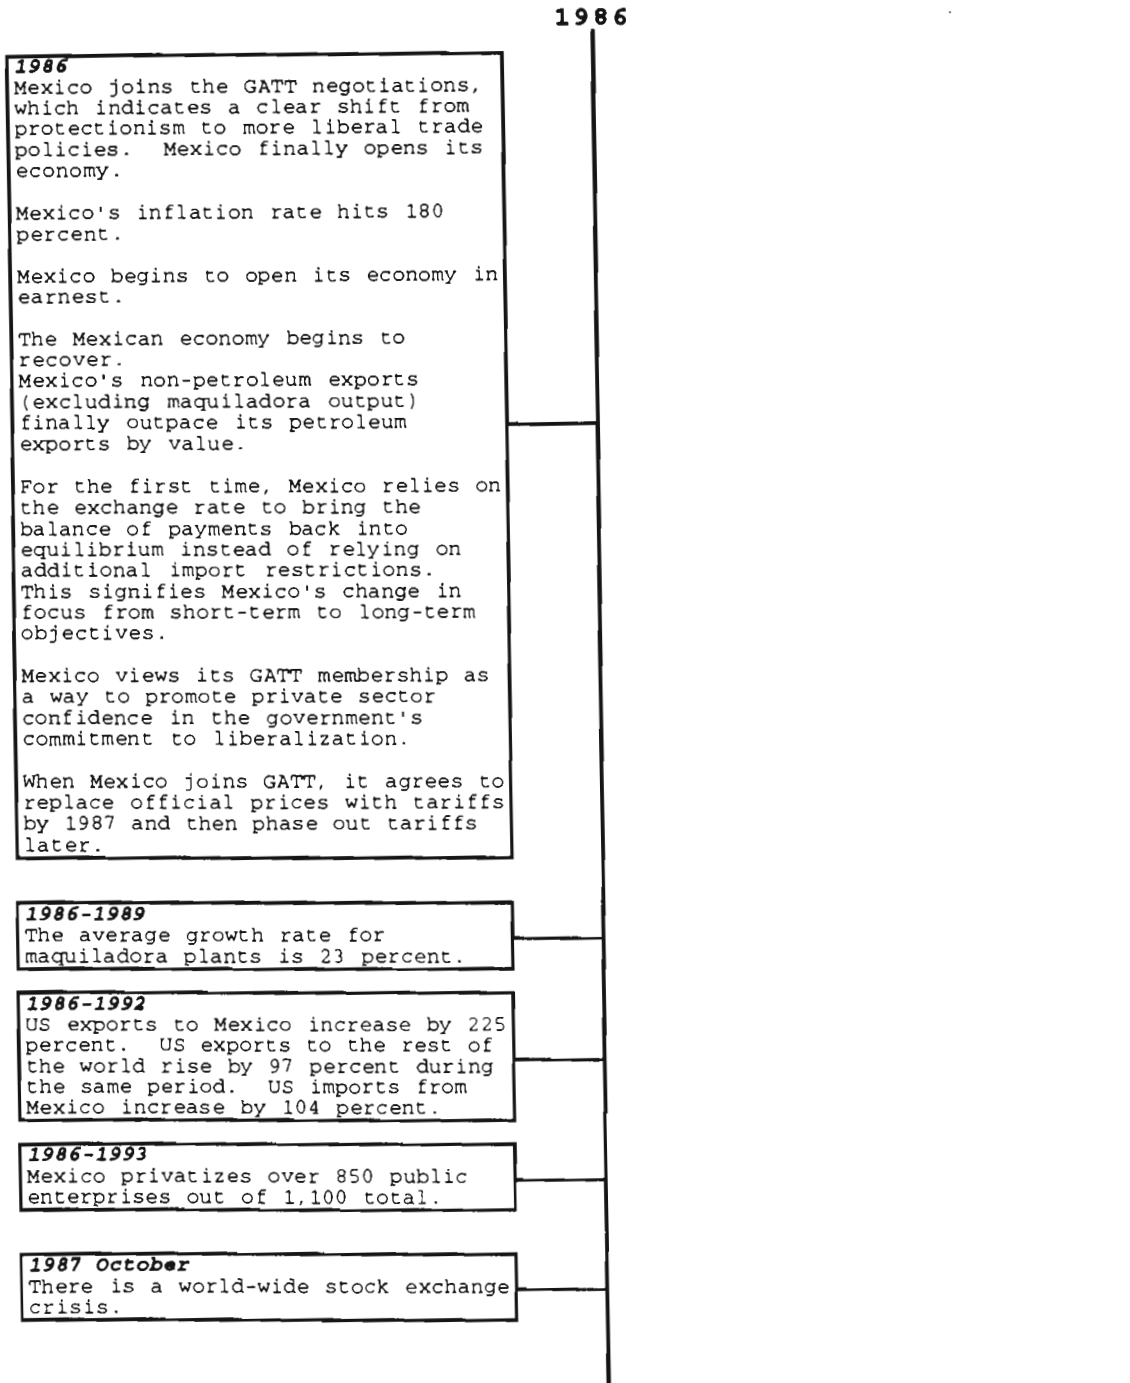 1986
1986
Mexico joins the GATT negotiations,
which indicates a clear shift from
protectionism to more liberal trade
policies.  Mexico finally opens its
economy.
Mexico's inflation rate hits 180
percent.
Mexico begins to open its economy in
earnest.
The Mexican economy begins to
recover.
Mexico's non-petroleum exports
(excluding maquiladora output)
finally outpace its petroleum
exports by value.
For the first time, Mexico relies on
the exchange rate to bring the
balance of payments back into
equilibrium instead of relying on
additional import restrictions.
This signifies Mexico's change in
focus from short-term to long-term
objectives.
Mexico views its GATT membership as
a way to promote private sector
confidence in the government's
commitment to liberalization.
When Mexico joins GATT, it agrees to
replace official prices with tariffs
by 1987 and then phase out tariffs
later.
1986-1989
The average growth rate for
maquiladora plants is 23 percent.
1986-1992
US exports to Mexico increase by 225
percent.  US exports to the rest of
the world rise by 97 percent during
the same period.  US imports from
Mexico increase by 104 percent.
1986-1993
Mexico privatizes over 850 public
enterprises out of 1,100 total.
1987 October
There is a world-wide stock exchange
crisis.